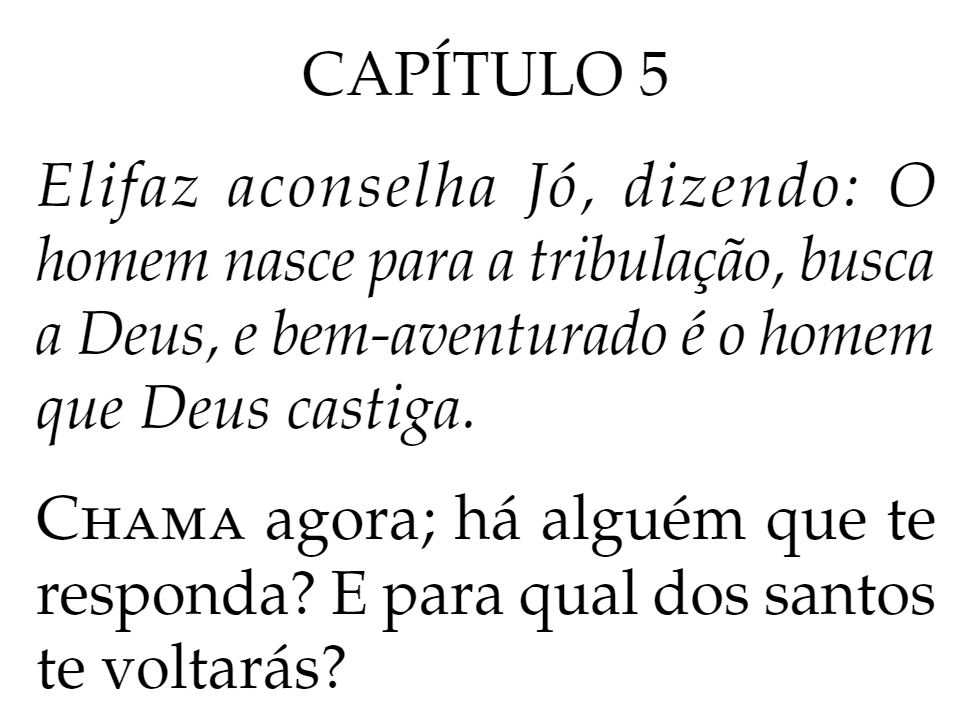 CAPÍTULO 5
Elifaz aconselha Jó, dizendo: O
homem nasce para a tribulação, busca
a Deus, e bem-aventurado é o homem
que Deus castiga.
CHAMA agora; há alguém que te
responda? E para qual dos santos
te voltarás?